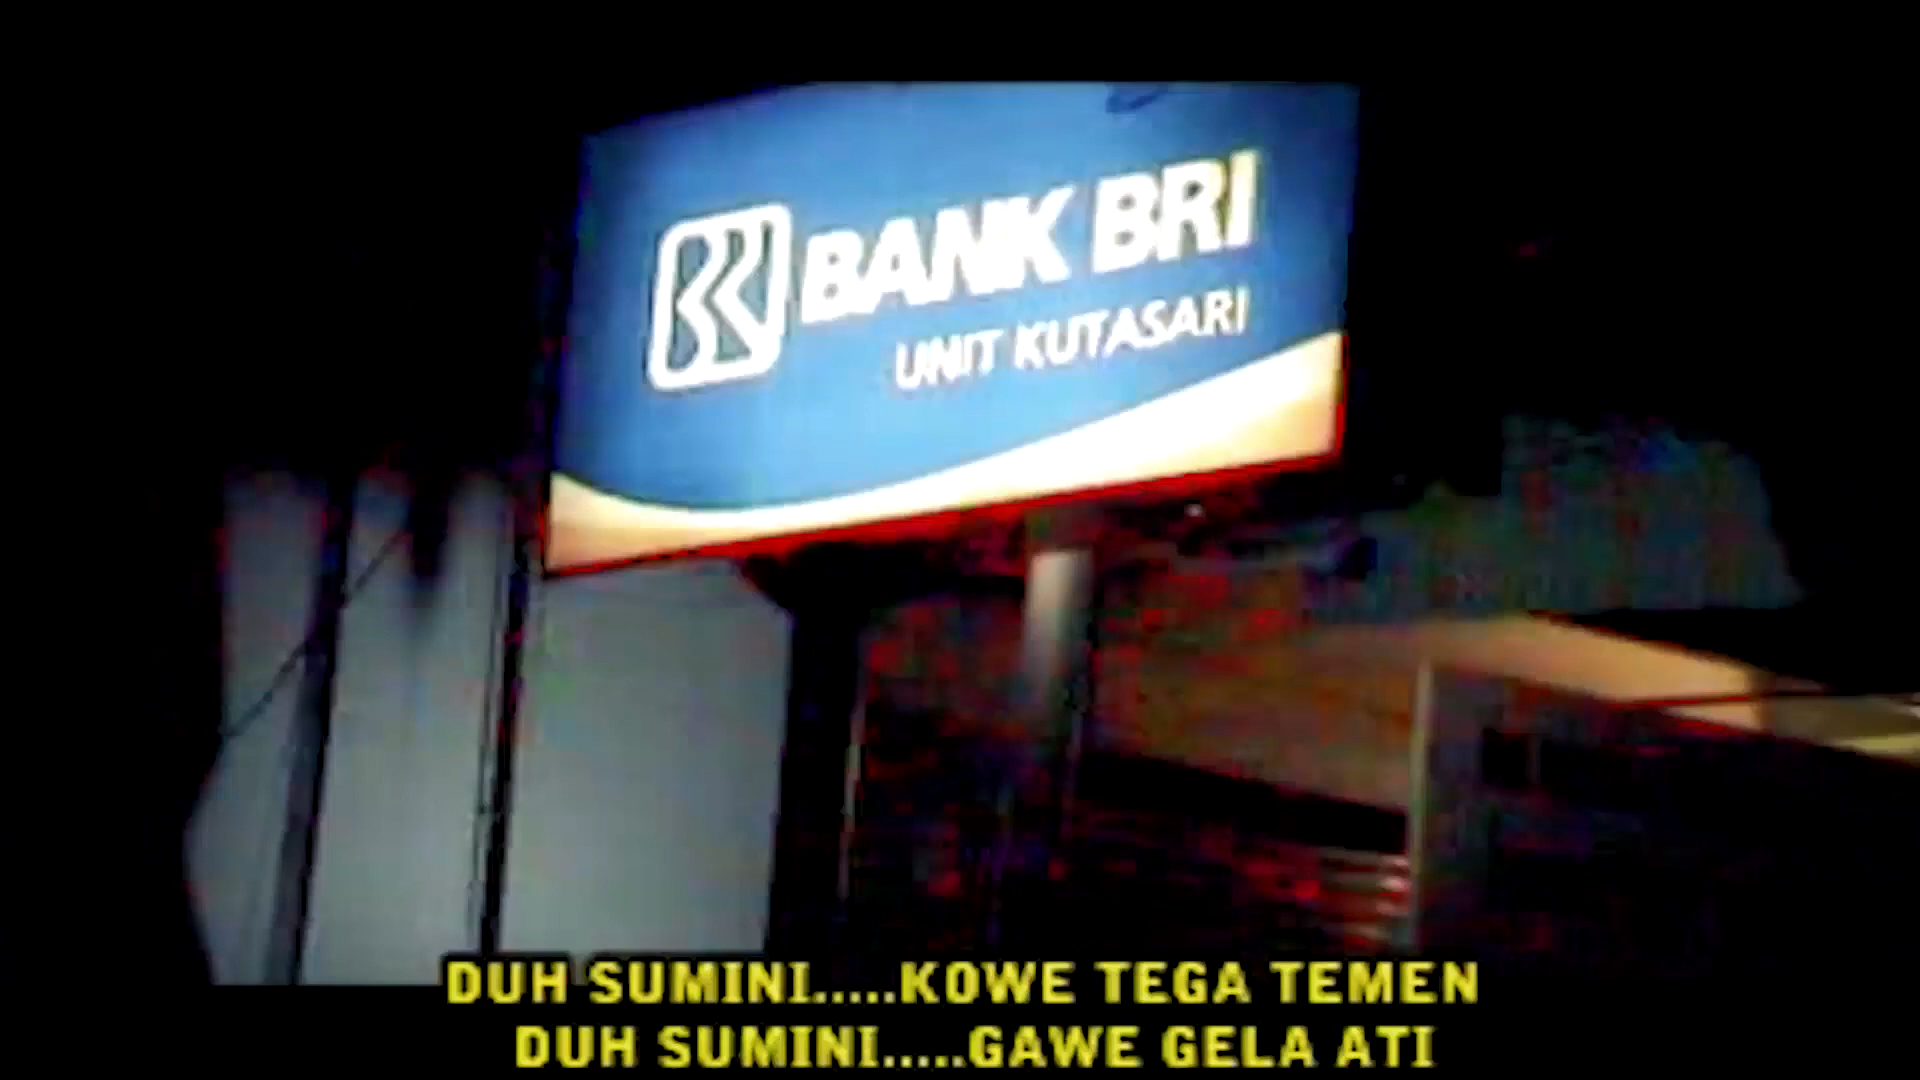 BANK BRI
UNIT KUTASARI
DUH SUMINI.....KOWE TEGA TEMEN
DUH SUMINI.....GAWE GELA ATI